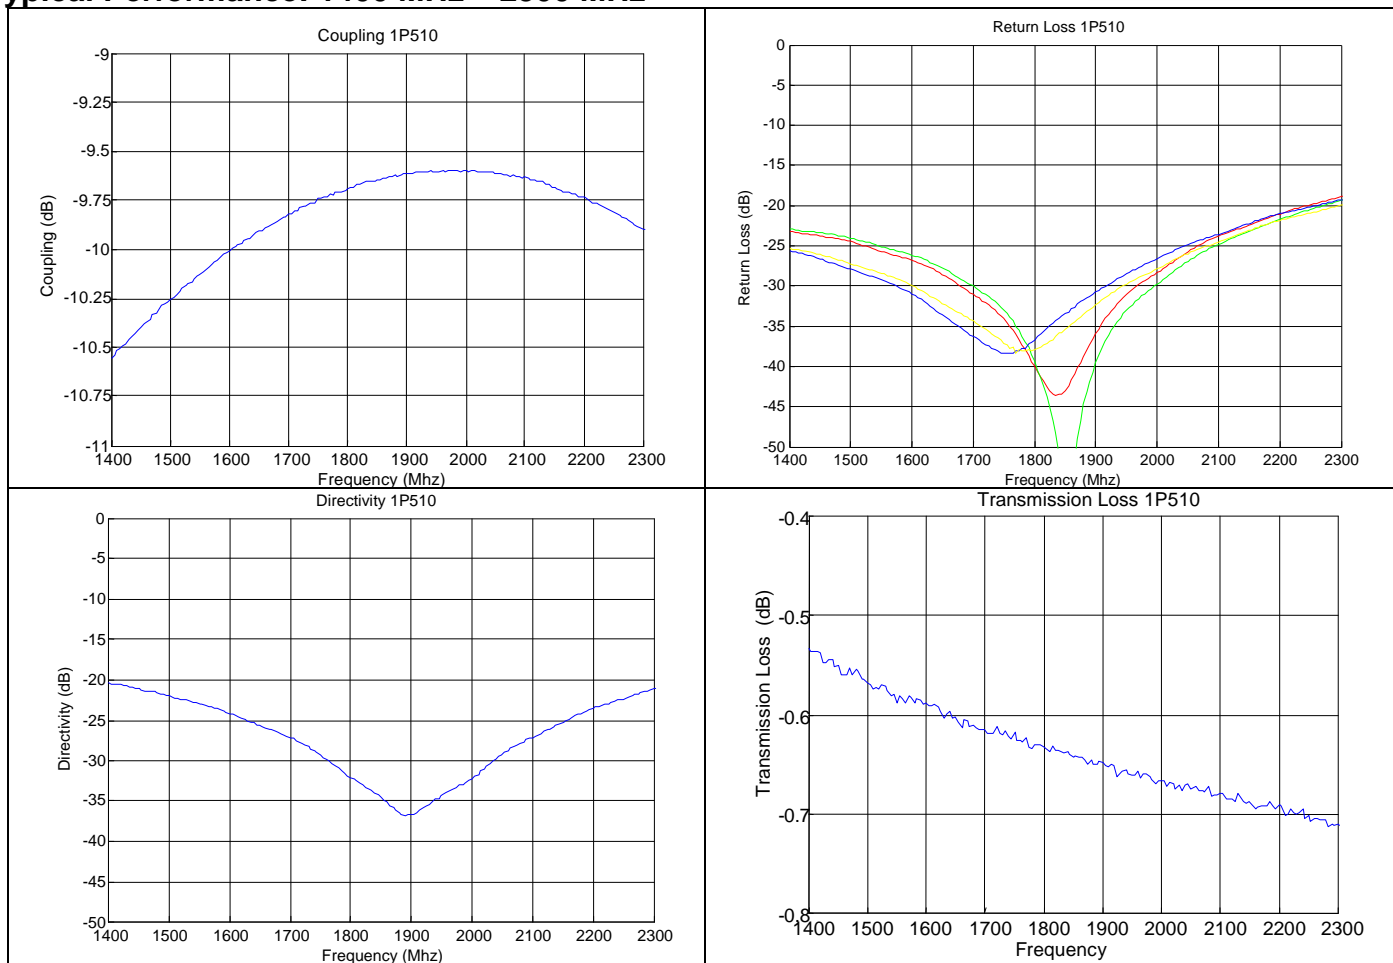 Coupling 1P510
-9
-9.25
-9.5
-9.75
-10
-10.25
-10.5
-10.75
-11
Coupling (dB)
1400 1500 1600 1700 1800 1900 2000 2100 2200 2300
Frequency (Mhz)
Return Loss 1P510
0
-5
-10
-15
-20
-25
-30
-35
-40
-45
-50
Return Loss (dB)
1400 1500 1600 1700 1800 1900 2000 2100 2200 2300
Frequency (Mhz)
Directivity 1P510
0
-5
-10
-15
-20
-25
-30
-35
-40
-45
-50
Directivity (dB)
1400 1500 1600 1700 1800 1900 2000 2100 2200 2300
Frequency (Mhz)
Transmission Loss 1P510
-0.4
-0.5
-0.6
-0.7
-0.8
Transmission Loss (dB)
1400 1500 1600 1700 1800 1900 2000 2100 2200 2300
Frequency